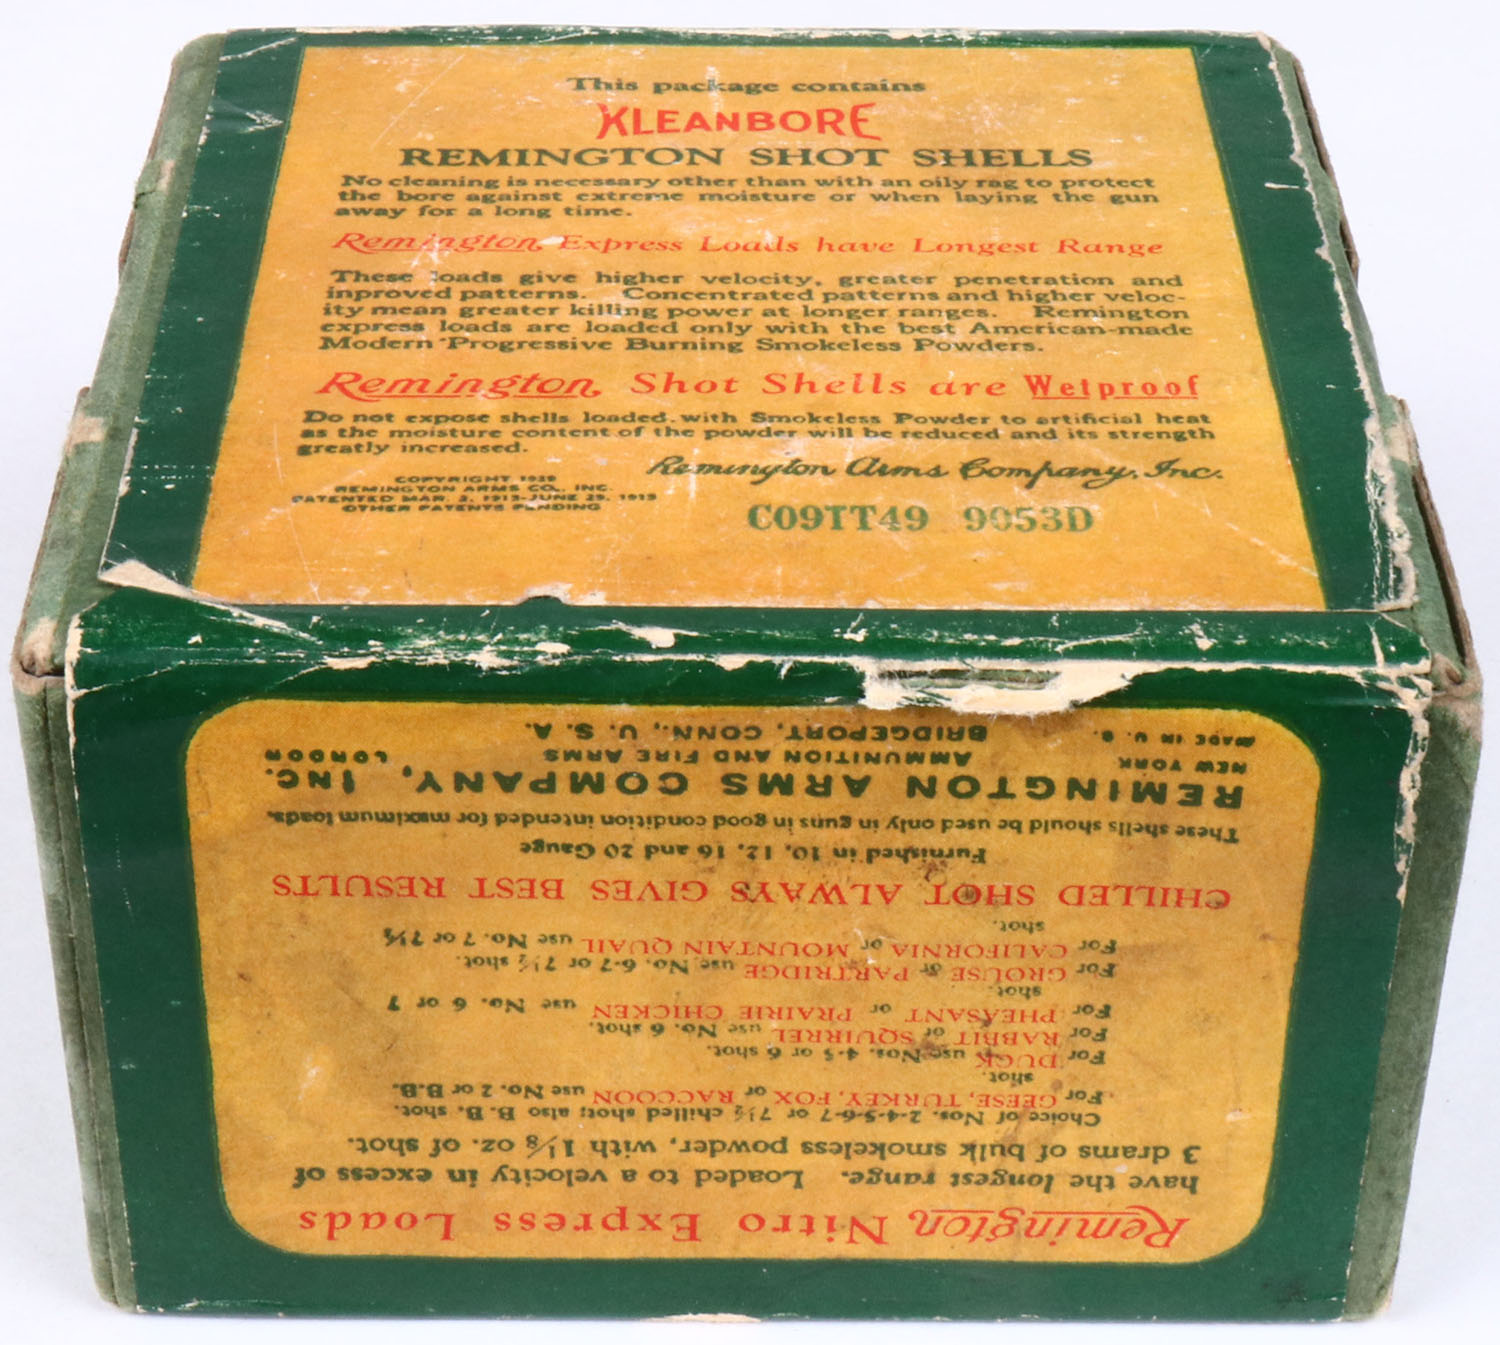 This package contains
KLEANBORE
REMINGTON SHOT SHELLS
No cleaning is necessary other than with an oily rag to protect
the bore against extreme moisture or when laying the gun
away for a long time.
Remington Express Loads have Longest Range
These loads give higher velocity, greater penetration and
inproved patterns. Concentrated patterns and higher veloc-
ity mean greater killing power at longer ranges. Remington
express loads are loaded only with the best American-made
Modern Progressive Burning Smokeless Powders.
Remington Shot Shells are Wetproof
Do not expose shells loaded with Smokeless Powder to artificial heat
as the moisture content of the powder will be reduced and its strength
greatly increased.
Remington Arms Company, Inc.
COPYRIGHT 1929
REMINGTON ARMS CO., INC.
PATENTED MAR. 2, 1915-JUNE 29, 1915
OTHER PATENTS PENDING
C09TT49 9053D
Remington Nitro Express Loads
have the longest range. Loaded to a velocity in excess of
3 drams of bulk smokeless powder, with 1⅛ oz. of shot.
Choice of Nos. 2-4-5-6-7 or 7½ chilled shot; also B. B. shot.
For GEESE, TURKEY, FOX or RACCOON use No. 2 or B.B.
shot.
For DUCK use Nos. 4-5 or 6 shot.
For RABBIT or SQUIRREL use No. 6 shot.
For PHEASANT or PRAIRIE CHICKEN use No. 6 or 7
shot.
For GROUSE or PARTRIDGE use No. 6-7 or 7½ shot.
For CALIFORNIA or MOUNTAIN QUAIL use No. 7 or 7½
shot.
CHILLED SHOT ALWAYS GIVES BEST RESULTS
Furnished in 10, 12, 16 and 20 Gauge
These shells should be used only in guns in good condition intended for maximum loads.
REMINGTON ARMS COMPANY, INC.
NEW YORK AMMUNITION AND FIRE ARMS LONDON
MADE IN U. S. BRIDGEPORT, CONN., U. S. A.